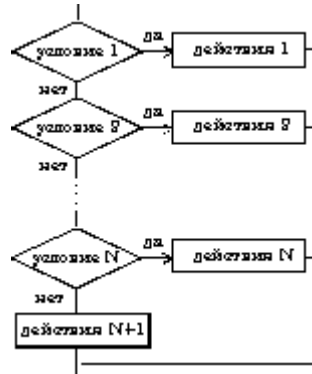 да
условие 1 действия 1
нет
да
условие 2 действия 2
нет
да
условие N действия N
нет
действия N+1